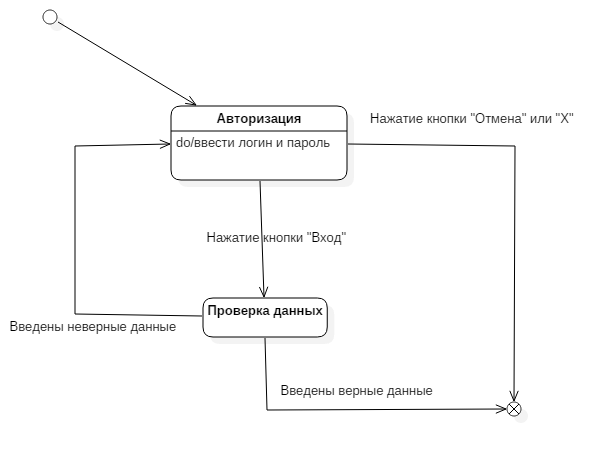 Авторизация
Нажатие кнопки "Отмена" или "X"
do/ввести логин и пароль
Нажатие кнопки "Вход"
Проверка данных
Введены неверные данные
Введены верные данные